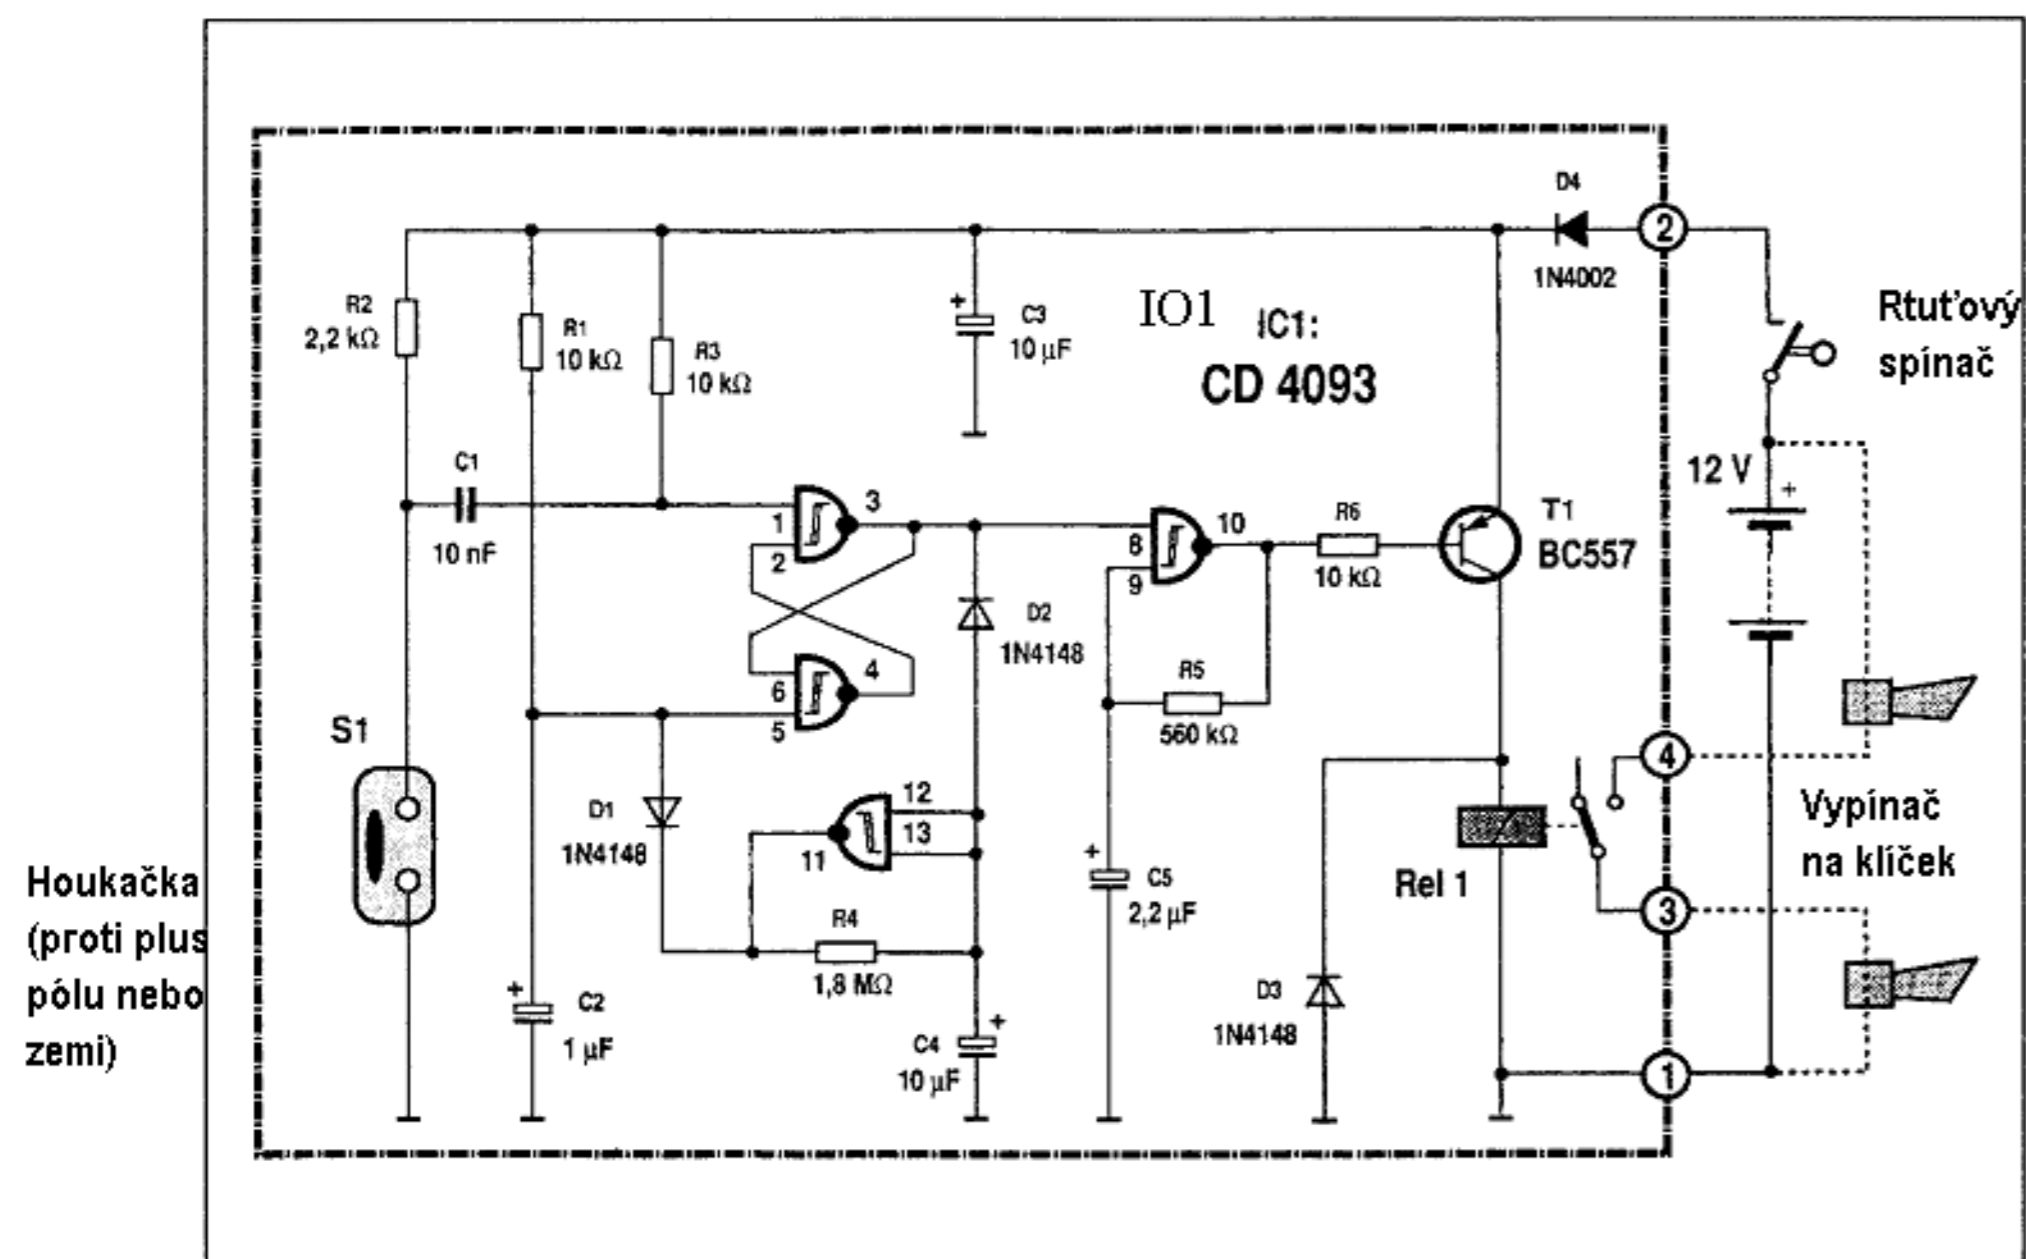 D4
2
1N4002
R2
2,2 kΩ
R1
10 kΩ
R3
10 kΩ
+
C3
10 µF
IO1
IC1:
CD 4093
Rtuťový
spínač
12 V
+
C1
10 nF
1
2
3
8
9
10
R6
10 kΩ
T1
BC557
D2
1N4148
6
5
4
R5
560 kΩ
S1
D1
1N4148
12
13
11
R4
1,8 MΩ
+
C5
2,2 µF
Rel 1
4
3
Vypínač
na klíček
Houkačka
(proti plus
pólu nebo
zemi)
+
C2
1 µF
C4
+
10 µF
D3
1N4148
1